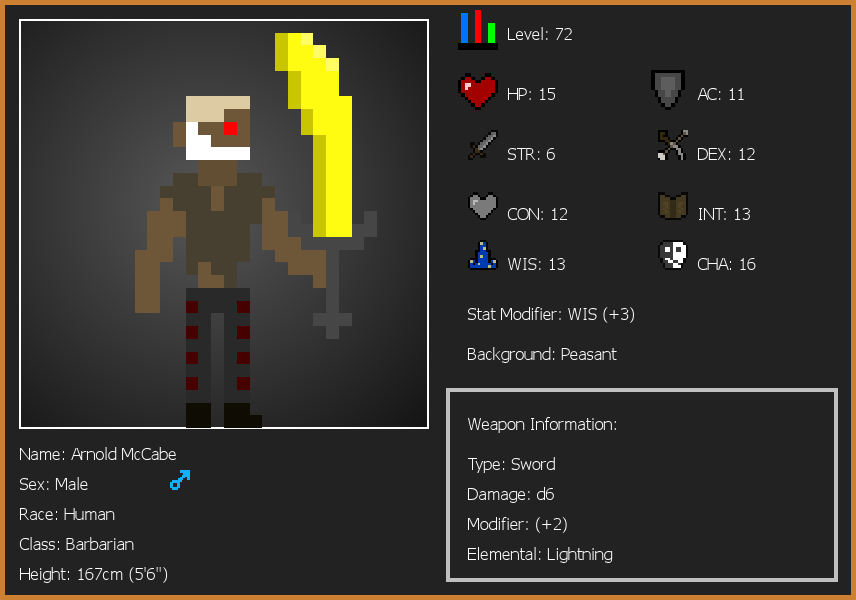 Level: 72
HP: 15
AC: 11
STR: 6
DEX: 12
CON: 12
INT: 13
WIS: 13
CHA: 16
Stat Modifier: WIS (+3)
Background: Peasant
Weapon Information:
Type: Sword
Damage: d6
Modifier: (+2)
Elemental: Lightning
Name: Arnold McCabe
Sex: Male
Race: Human
Class: Barbarian
Height: 167cm (5'6")